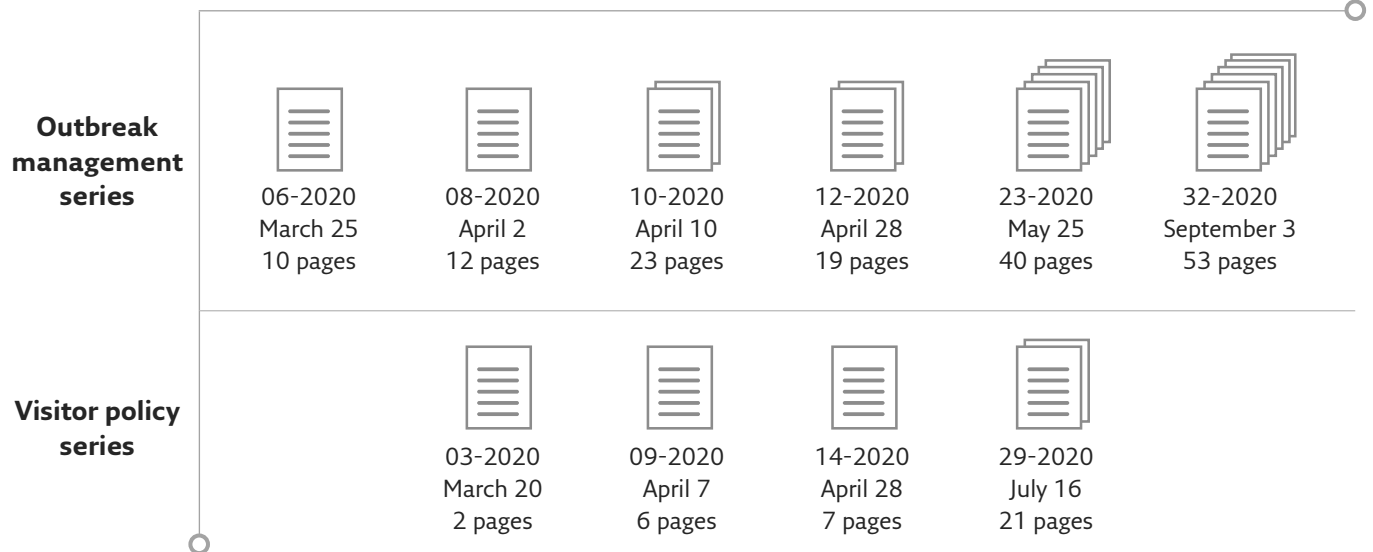 Outbreak
management
series
06-2020
March 25
10 pages
08-2020
April 2
12 pages
10-2020
April 10
23 pages
12-2020
April 28
19 pages
23-2020
May 25
40 pages
32-2020
September 3
53 pages
Visitor policy
series
03-2020
March 20
2 pages
09-2020
April 7
6 pages
14-2020
April 28
7 pages
29-2020
July 16
21 pages